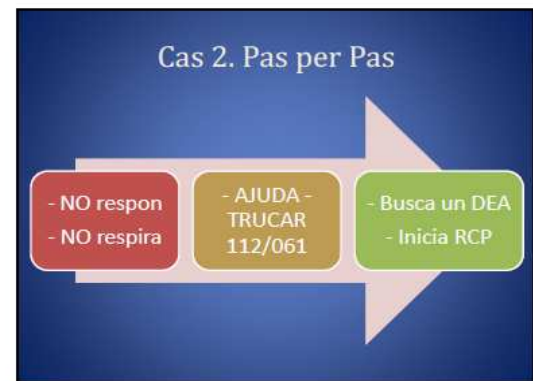 Cas 2. Pas per Pas
- NO respon
- NO respira
- AJUDA -
TRUCAR
112/061
- Busca un DEA
- Inicia RCP